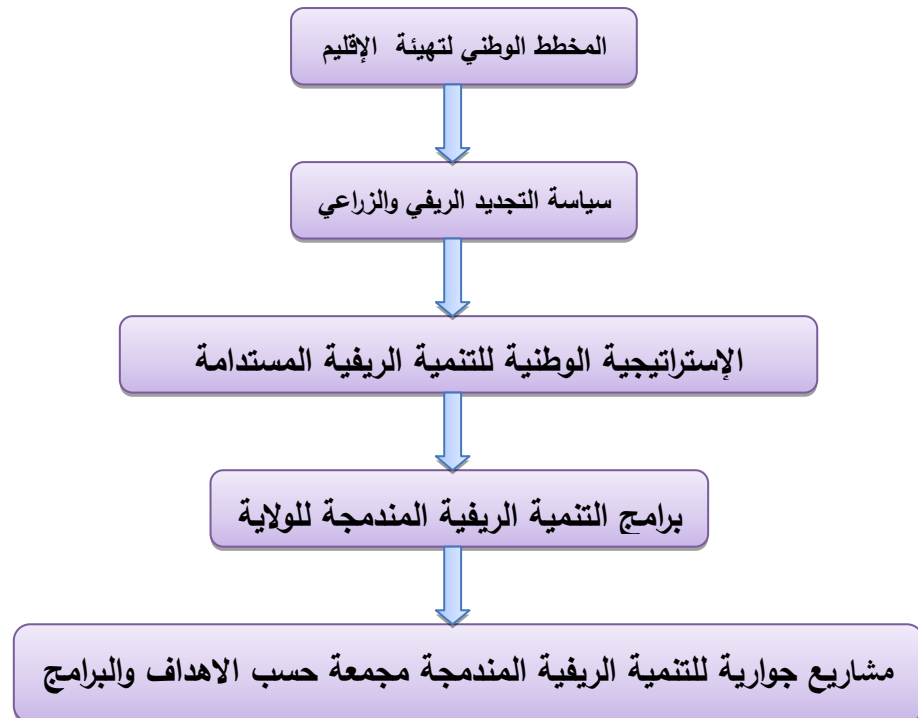 المخطط الوطني لتهيئة الإقليم
سياسة التجديد الريفي والزراعي
الإستراتيجية الوطنية للتنمية الريفية المستدامة
برامج التنمية الريفية المندمجة للولاية
مشاريع جوارية للتنمية الريفية المندمجة مجمعة حسب الاهداف والبرامج